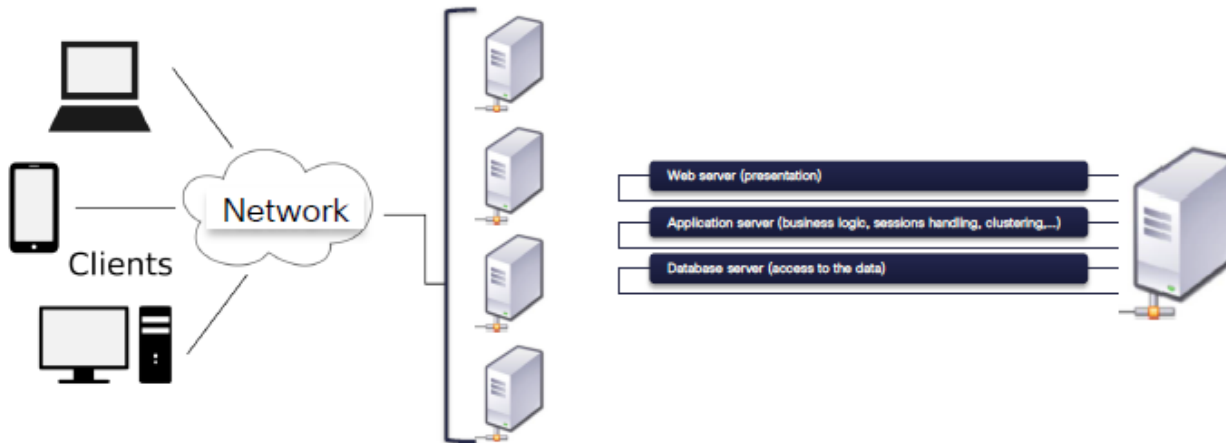 Network
Clients
Web server (presentation)
Application server (business logic, sessions handling, clustering,...)
Database server (access to the data)